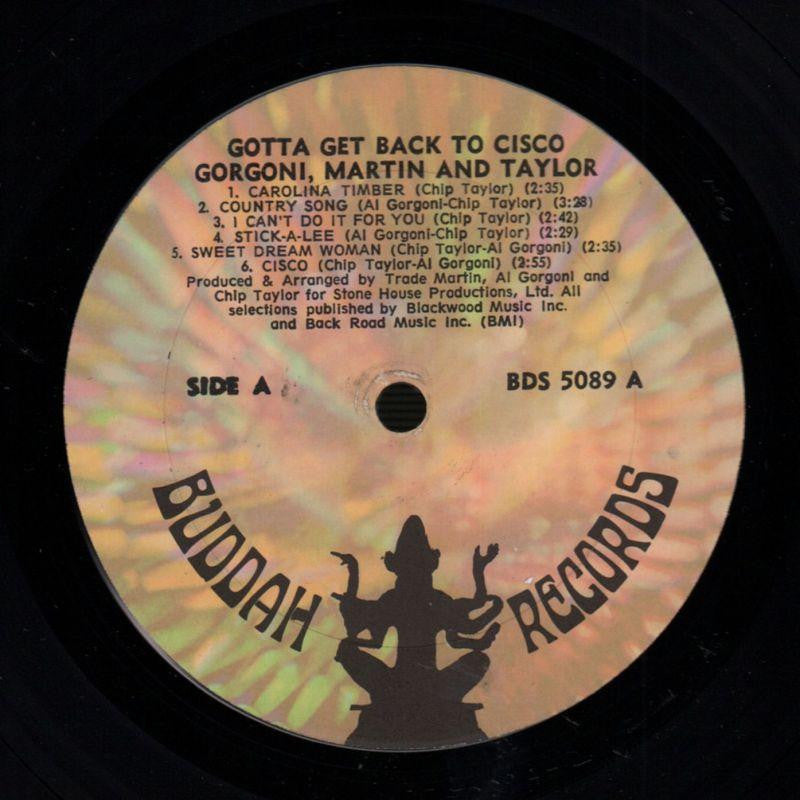 GOTTA GET BACK TO CISCO
GORGONI, MARTIN AND TAYLOR
1. CAROLINA TIMBER (Chip Taylor) (2:35)
2. COUNTRY SONG (Al Gorgoni-Chip Taylor) (3:28)
3. I CAN'T DO IT FOR YOU (Chip Taylor) (2:42)
4. STICK-A-LEE (Al Gorgoni-Chip Taylor) (2:29)
5. SWEET DREAM WOMAN (Chip Taylor-Al Gorgoni) (2:35)
6. CISCO (Chip Taylor-Al Gorgoni) (2:55)
Produced & Arranged by Trade Martin, Al Gorgoni and
Chip Taylor for Stone House Productions, Ltd. All
selections published by Blackwood Music Inc.
and Back Road Music Inc. (BMI)
SIDE A
BDS 5089 A
BUDDAH RECORDS